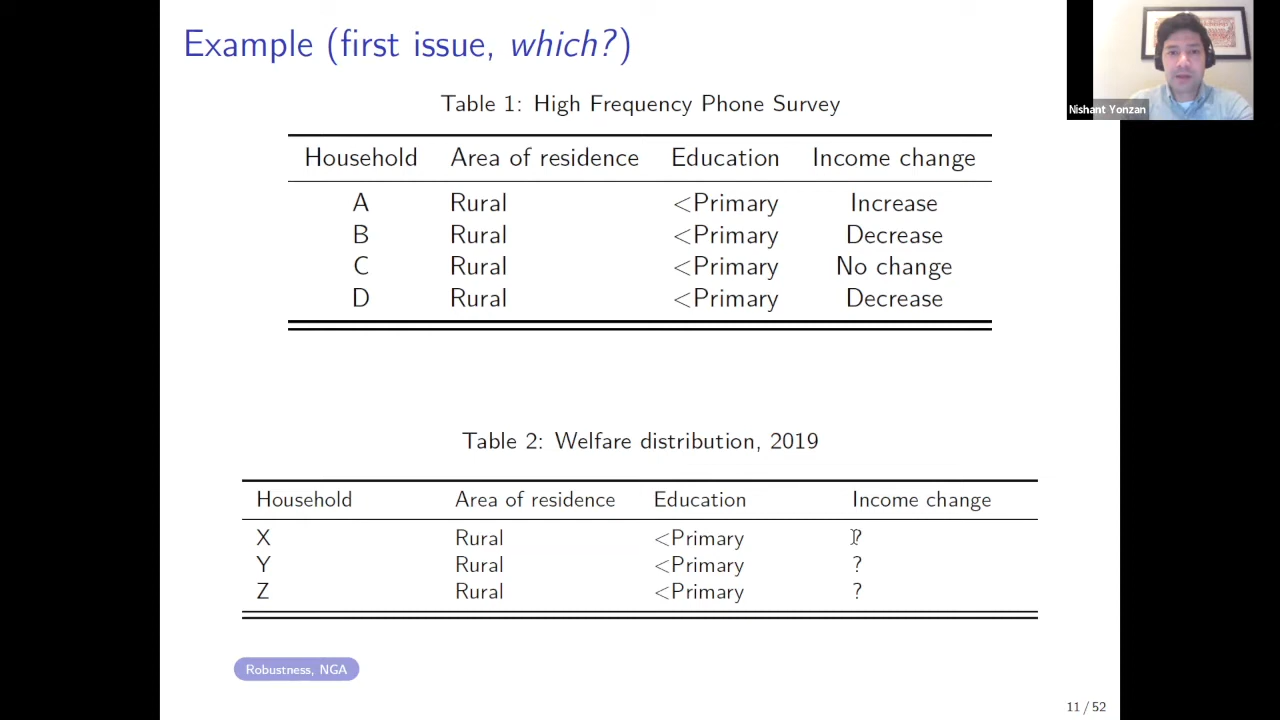 Example (first issue, which?)
Nishant Yonzan
Table 1: High Frequency Phone Survey
Household Area of residence Education Income change
A Rural <Primary Increase
B Rural <Primary Decrease
C Rural <Primary No change
D Rural <Primary Decrease
Table 2: Welfare distribution, 2019
Household Area of residence Education Income change
X Rural <Primary ?
Y Rural <Primary ?
Z Rural <Primary ?
Robustness, NGA
11 / 52